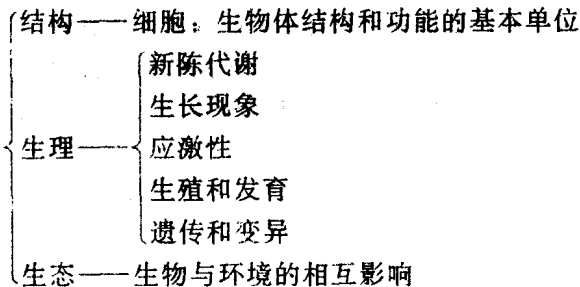 结构——细胞：生物体结构和功能的基本单位
新陈代谢
生长现象
生理——应激性
生殖和发育
遗传和变异
生态——生物与环境的相互影响